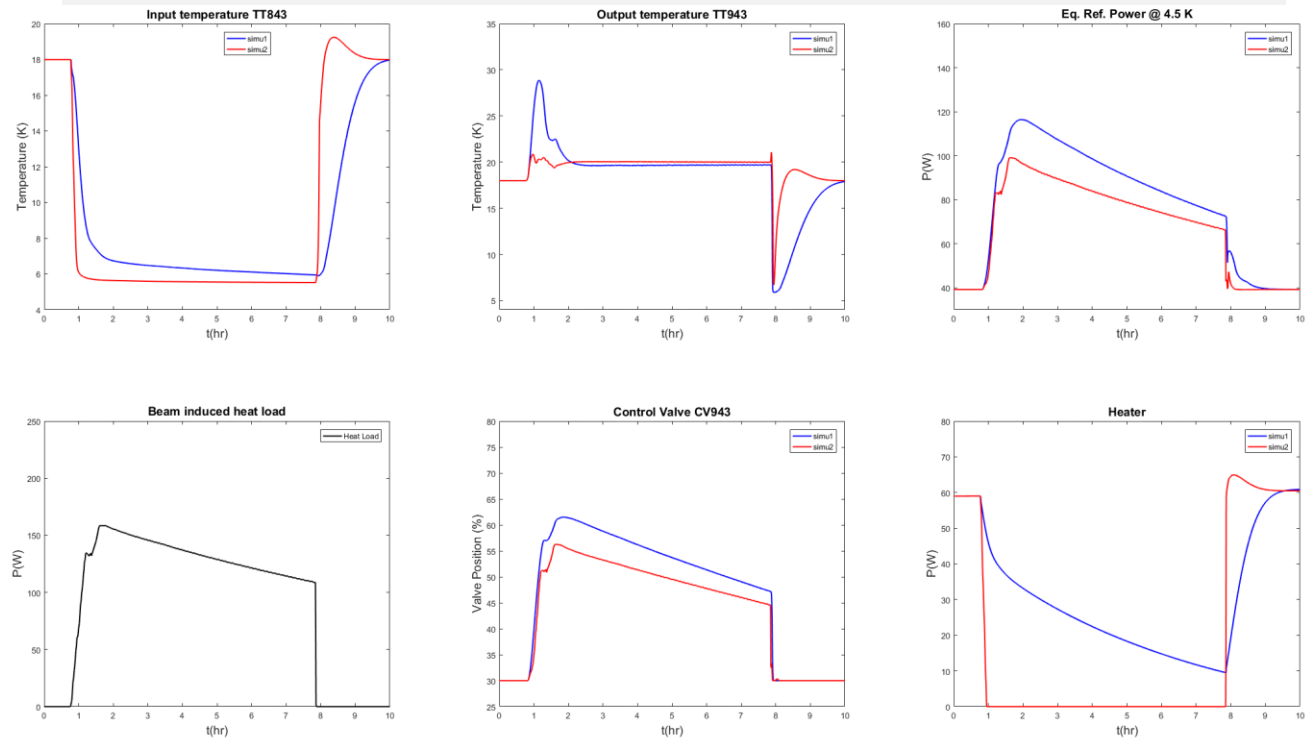 Input temperature TT843
simu1
simu2
Temperature (K)
20
18
16
14
12
10
8
6
4
0 1 2 3 4 5 6 7 8 9 10
t(hr)
Output temperature TT943
simu1
simu2
Temperature (K)
35
30
25
20
15
10
5
0 1 2 3 4 5 6 7 8 9 10
t(hr)
Eq. Ref. Power @ 4.5 K
simu1
simu2
P(W)
160
140
120
100
80
60
40
0 1 2 3 4 5 6 7 8 9 10
t(hr)
Beam induced heat load
Heat Load
P(W)
250
200
150
100
50
0
0 1 2 3 4 5 6 7 8 9 10
t(hr)
Control Valve CV943
simu1
simu2
Valve Position (%)
80
75
70
65
60
55
50
45
40
35
30
25
0 1 2 3 4 5 6 7 8 9 10
t(hr)
Heater
simu1
simu2
P(W)
80
70
60
50
40
30
20
10
0
0 1 2 3 4 5 6 7 8 9 10
t(hr)